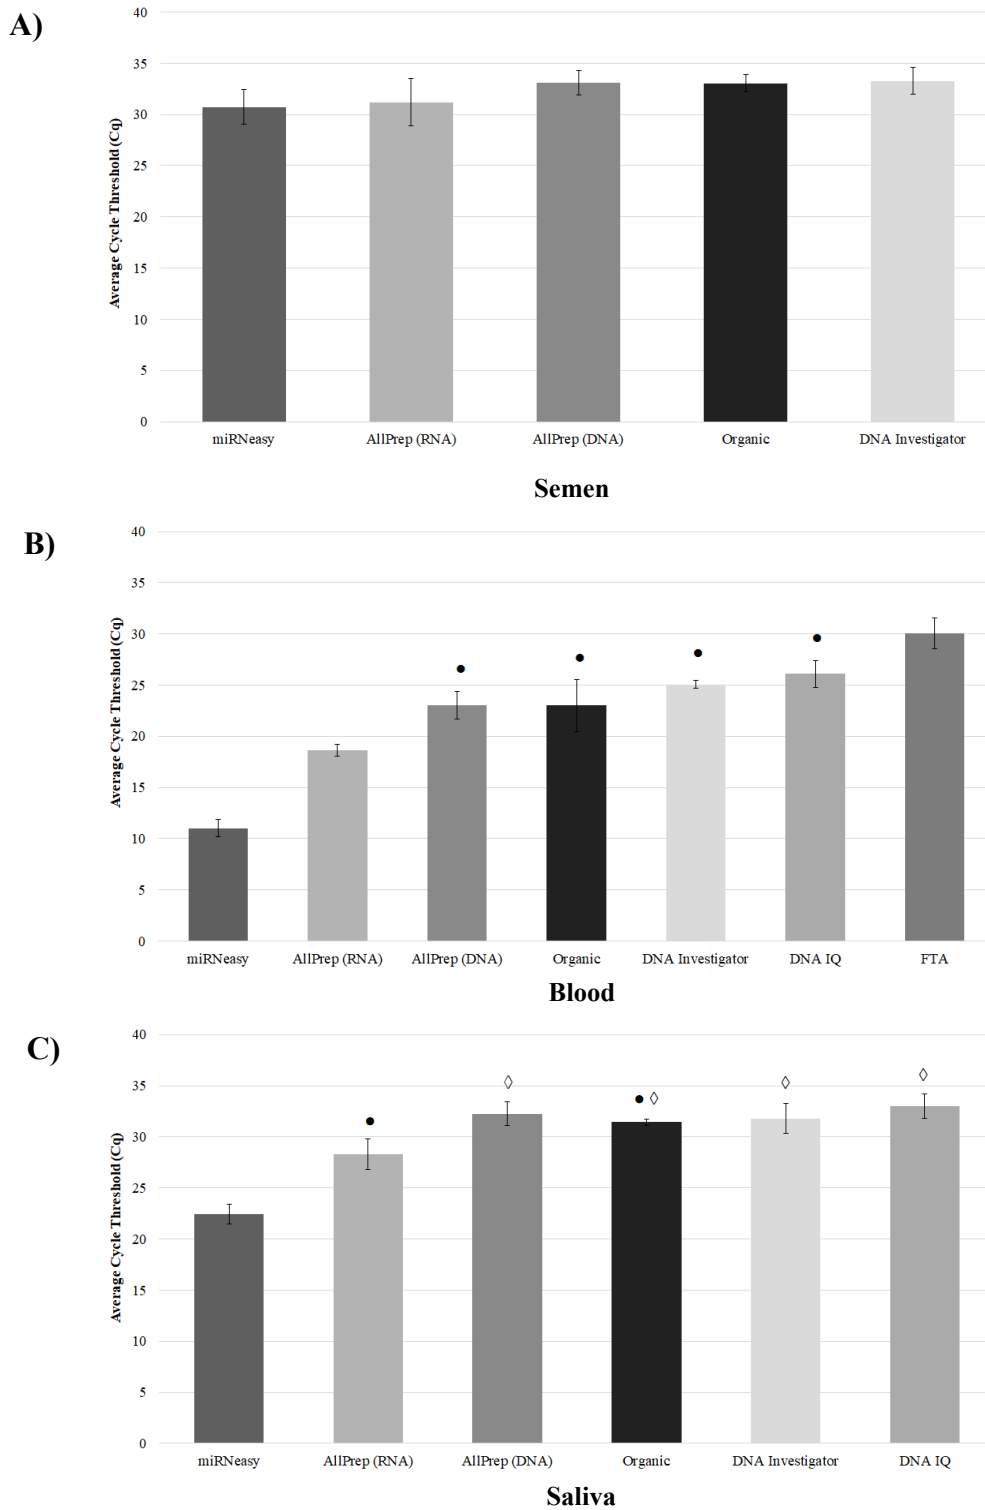 A)
Average Cycle Threshold (Cq)
40
35
30
25
20
15
10
5
0
miRNeasy AllPrep (RNA) AllPrep (DNA) Organic DNA Investigator
Semen
B)
Average Cycle Threshold (Cq)
40
35
30
25
20
15
10
5
0
miRNeasy AllPrep (RNA) AllPrep (DNA) Organic DNA Investigator DNA IQ FTA
Blood
C)
Average Cycle Threshold (Cq)
40
35
30
25
20
15
10
5
0
miRNeasy AllPrep (RNA) AllPrep (DNA) Organic DNA Investigator DNA IQ
Saliva